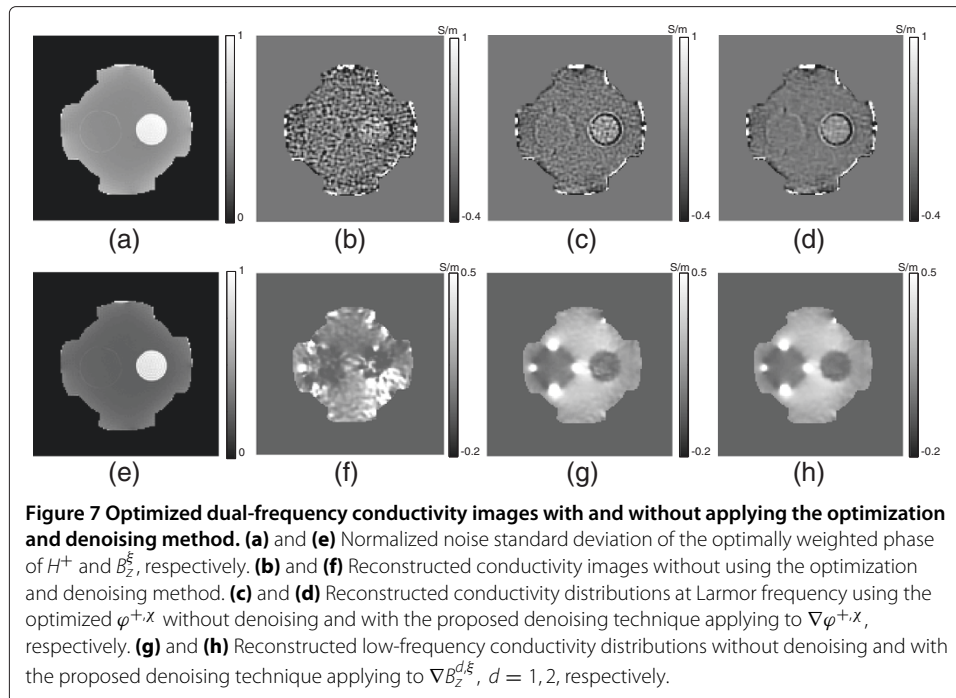 S/m S/m S/m
1 1 1 1
0 -0.4 -0.4 -0.4
(a) (b) (c) (d)
S/m S/m S/m
1 0.5 0.5 0.5
0 -0.2 -0.2 -0.2
(e) (f) (g) (h)
Figure 7 Optimized dual-frequency conductivity images with and without applying the optimization
and denoising method. (a) and (e) Normalized noise standard deviation of the optimally weighted phase
of H⁺ and B_z^ξ, respectively. (b) and (f) Reconstructed conductivity images without using the optimization
and denoising method. (c) and (d) Reconstructed conductivity distributions at Larmor frequency using the
optimized φ^{+,χ} without denoising and with the proposed denoising technique applying to ∇φ^{+,χ},
respectively. (g) and (h) Reconstructed low-frequency conductivity distributions without denoising and with
the proposed denoising technique applying to ∇B_z^{d,ξ}, d = 1, 2, respectively.